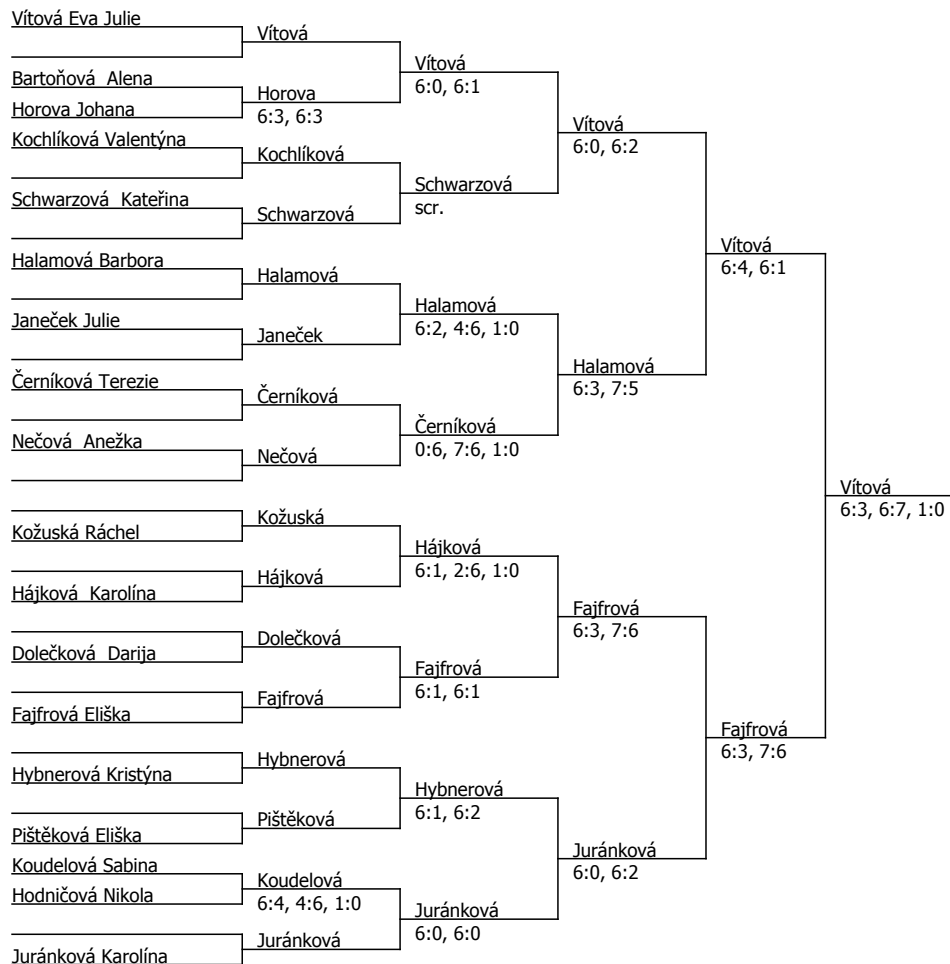 Vítová Eva Julie
Vítová
Vítová
6:0, 6:1
Bartoňová Alena
Horova
Horova Johana
6:3, 6:3
Vítová
6:0, 6:2
Kochlíková Valentýna
Kochlíková
Schwarzová
scr.
Schwarzová Kateřina
Schwarzová
Vítová
6:4, 6:1
Halamová Barbora
Halamová
Halamová
6:2, 4:6, 1:0
Janeček Julie
Janeček
Halamová
6:3, 7:5
Černíková Terezie
Černíková
Černíková
0:6, 7:6, 1:0
Nečová Anežka
Nečová
Vítová
6:3, 6:7, 1:0
Kožuská
Kožuská Ráchel
Hájková
6:1, 2:6, 1:0
Hájková
Hájková Karolína
Fajfrová
6:3, 7:6
Dolečková
Dolečková Darija
Fajfrová
6:1, 6:1
Fajfrová
Fajfrová Eliška
Fajfrová
6:3, 7:6
Hybnerová
Hybnerová Kristýna
Hybnerová
6:1, 6:2
Pištěková
Pištěková Eliška
Juránková
6:0, 6:2
Koudelová Sabina
Koudelová
Hodničová Nikola
6:4, 4:6, 1:0
Juránková
6:0, 6:0
Juránková
Juránková Karolína